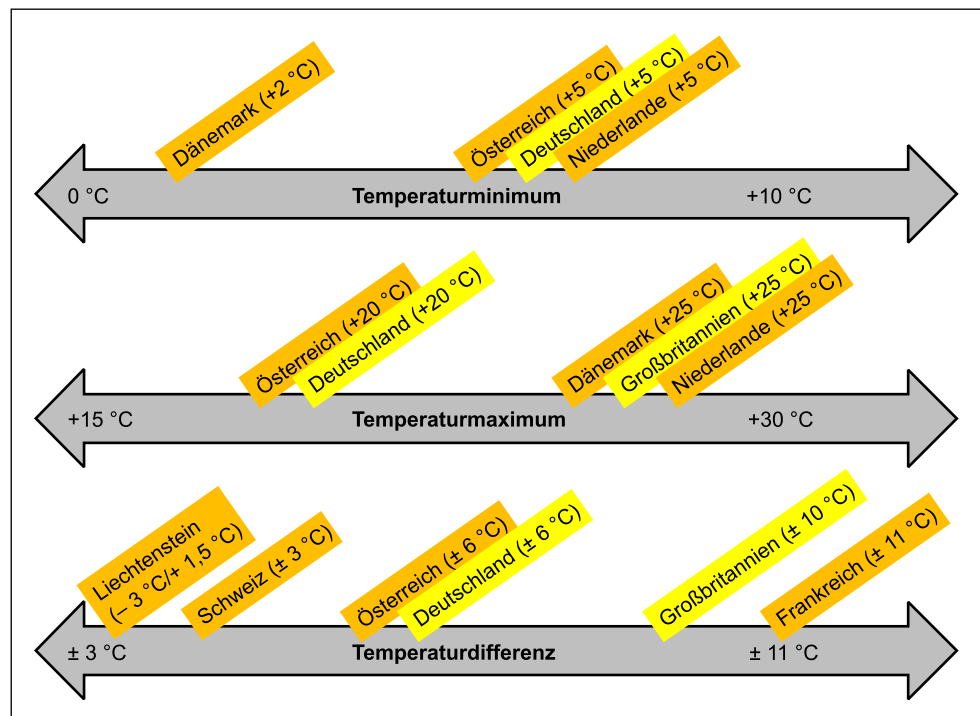 Dänemark (+2 °C)
Österreich (+5 °C)
Deutschland (+5 °C)
Niederlande (+5 °C)
0 °C
Temperaturminimum
+10 °C
Österreich (+20 °C)
Deutschland (+20 °C)
Dänemark (+25 °C)
Großbritannien (+25 °C)
Niederlande (+25 °C)
+15 °C
Temperaturmaximum
+30 °C
Liechtenstein
(– 3 °C/+ 1,5 °C)
Schweiz (± 3 °C)
Österreich (± 6 °C)
Deutschland (± 6 °C)
Großbritannien (± 10 °C)
Frankreich (± 11 °C)
± 3 °C
Temperaturdifferenz
± 11 °C